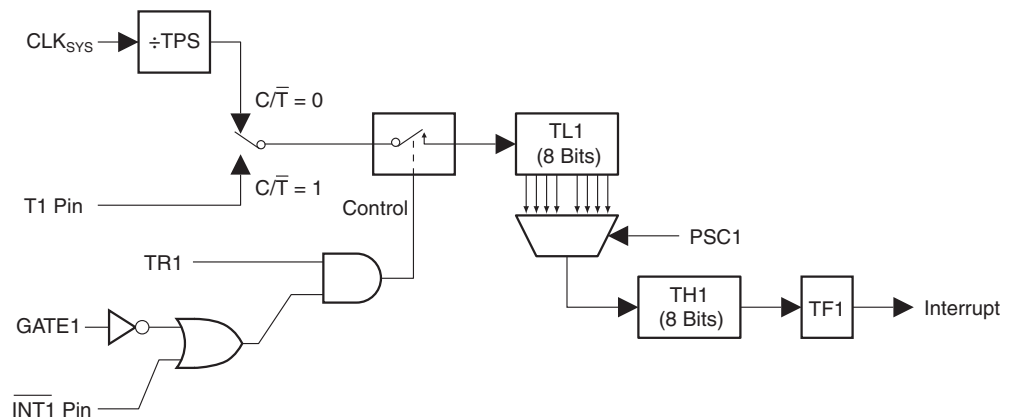 CLKSYS
÷TPS
C/T̅ = 0
C/T̅ = 1
T1 Pin
TL1
(8 Bits)
Control
PSC1
TR1
TH1
(8 Bits)
TF1
Interrupt
GATE1
I̅N̅T̅1̅ Pin